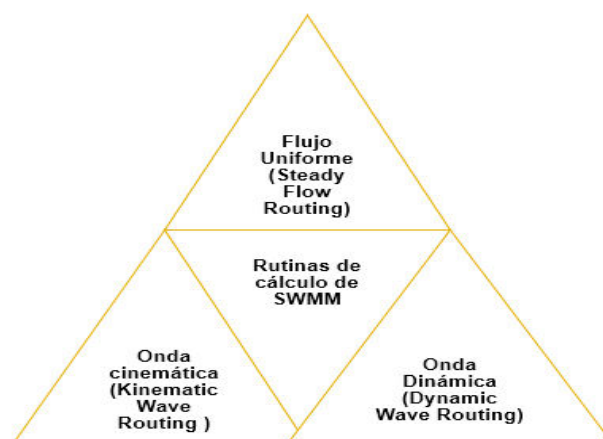 Flujo
Uniforme
(Steady
Flow
Routing)
Rutinas de
cálculo de
SWMM
Onda
cinemática
(Kinematic
Wave
Routing )
Onda
Dinámica
(Dynamic
Wave Routing)